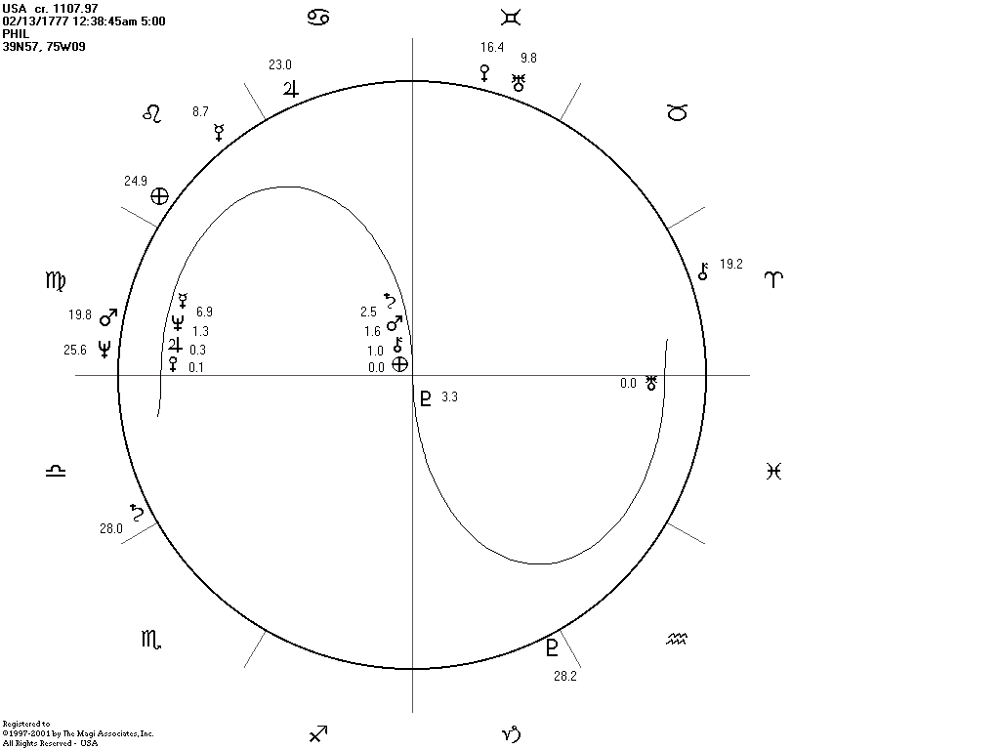 USA cr. 1107.97
02/13/1777 12:38:45am 5:00
PHIL
39N57, 75W09
♋ ♊
16.4
9.8
23.0
♀ ♅
♃
8.7
♌ ☿ ♉
24.9
⊕
♍ ⚷ 19.2 ♈
19.8 ♂
25.6 ♆
☿ 6.9
♆ 1.3
♃ 0.3
♀ 0.1
2.5 ♄
1.6 ♂
1.0 ⚷
0.0 ⊕
0.0 ♅
♇ 3.3
♎ ♓
♄
28.0
♏ ♇ ♒
28.2
♐ ♑
Registered to
©1997-2001 by The Magi Associates, Inc.
All Rights Reserved - USA